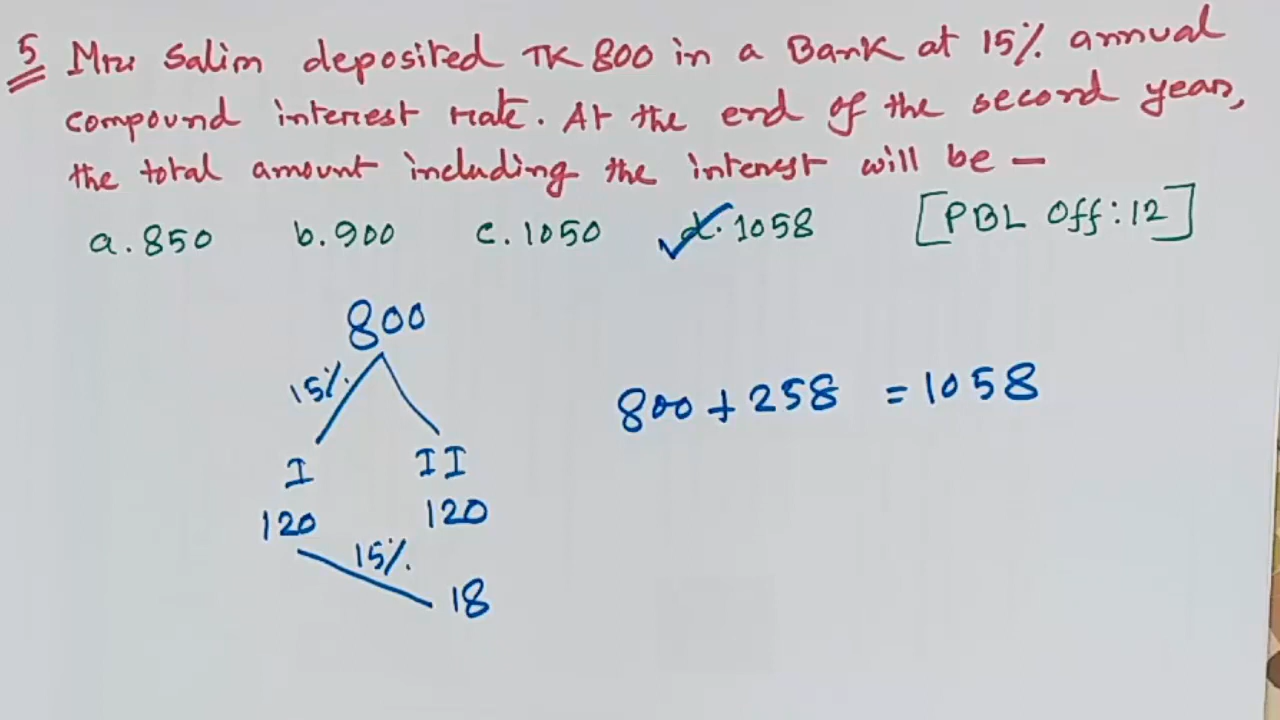 5 Mr. Salim deposited TK 800 in a Bank at 15% annual
compound interest rate. At the end of the second year,
the total amount including the interest will be —
a. 850 b. 900 c. 1050 d. 1058 [PBL Off: 12]
800
15%
I II
120 120
15%
18
800 + 258 = 1058